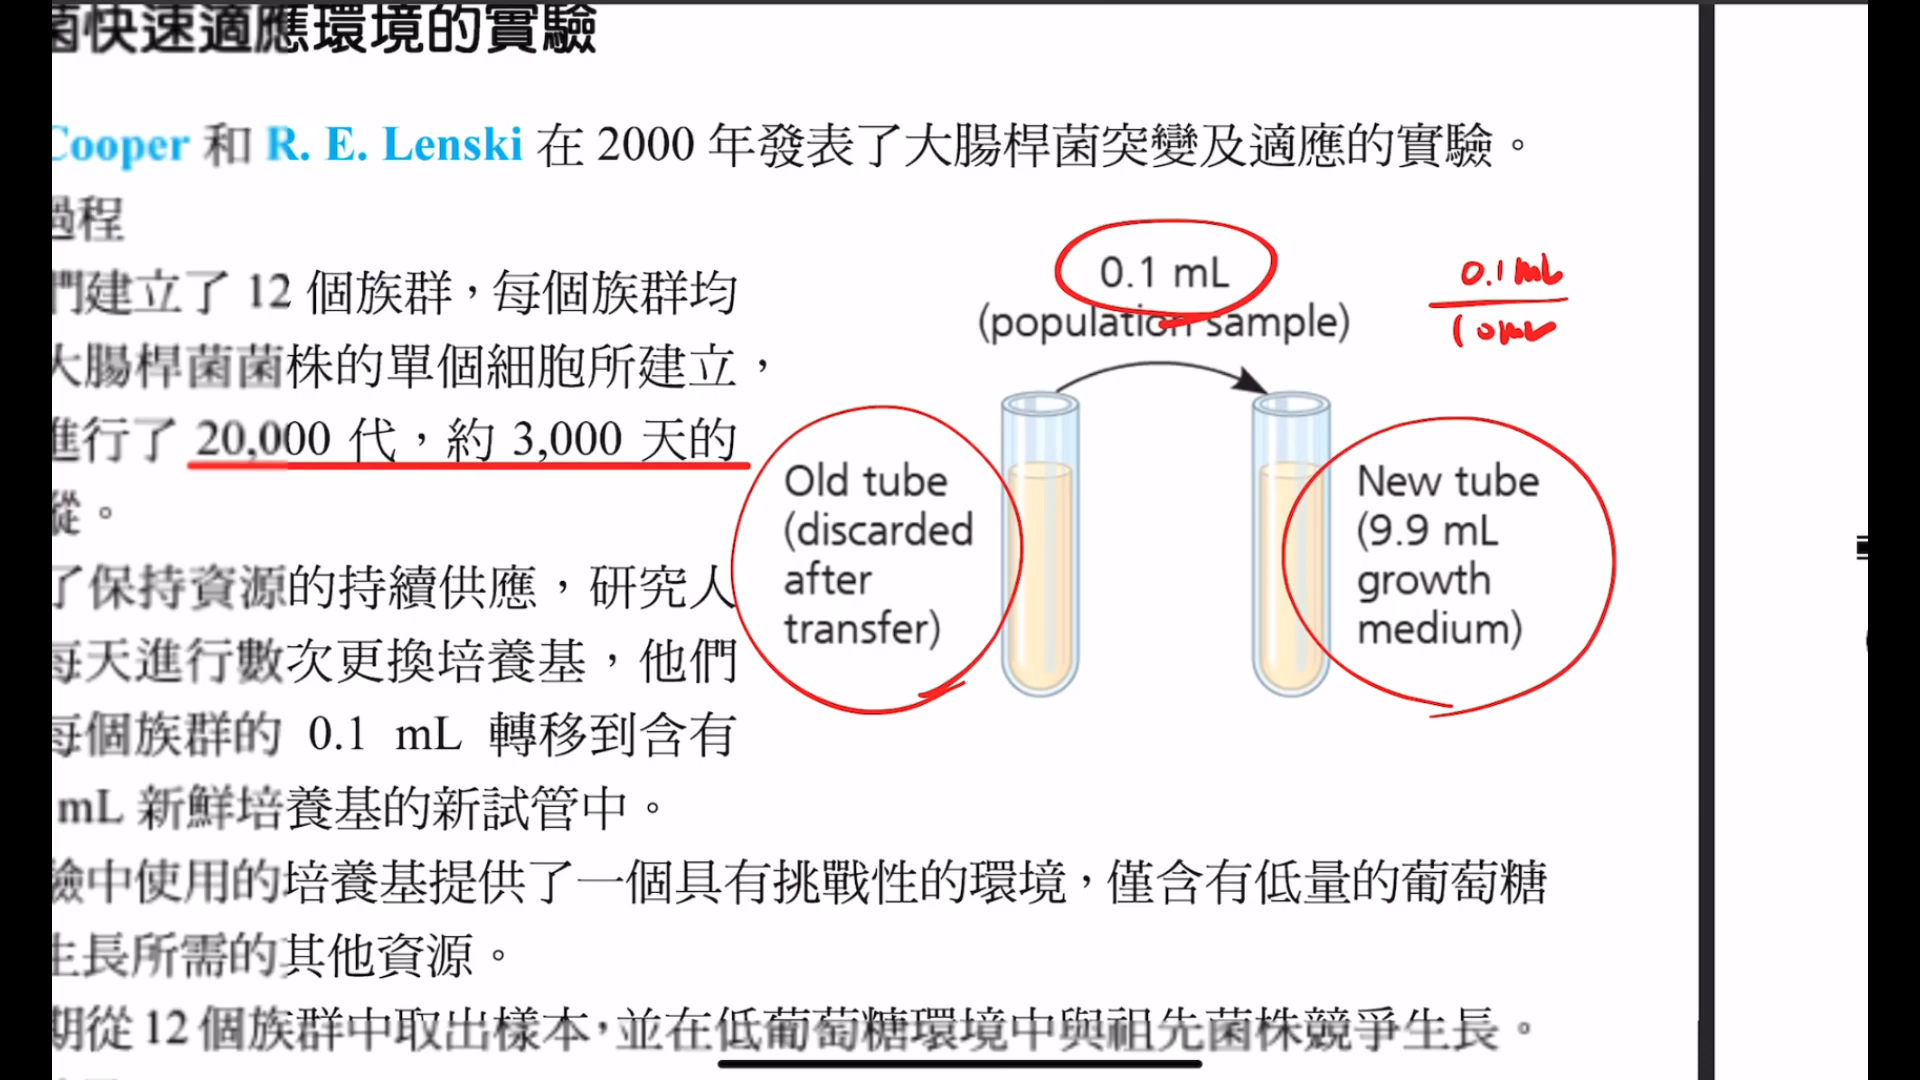 菌快速適應環境的實驗
Cooper 和 R. E. Lenski 在 2000 年發表了大腸桿菌突變及適應的實驗。
過程
們建立了 12 個族群，每個族群均
大腸桿菌菌株的單個細胞所建立，
進行了 20,000 代，約 3,000 天的
蹤。
了保持資源的持續供應，研究人
每天進行數次更換培養基，他們
每個族群的 0.1 mL 轉移到含有
mL 新鮮培養基的新試管中。
0.1 mL
(population sample)
0.1 mL
10 mL
Old tube
(discarded
after
transfer)
New tube
(9.9 mL
growth
medium)
驗中使用的培養基提供了一個具有挑戰性的環境，僅含有低量的葡萄糖
生長所需的其他資源。
期從 12 個族群中取出樣本，並在低葡萄糖環境中與祖先菌株競爭生長。